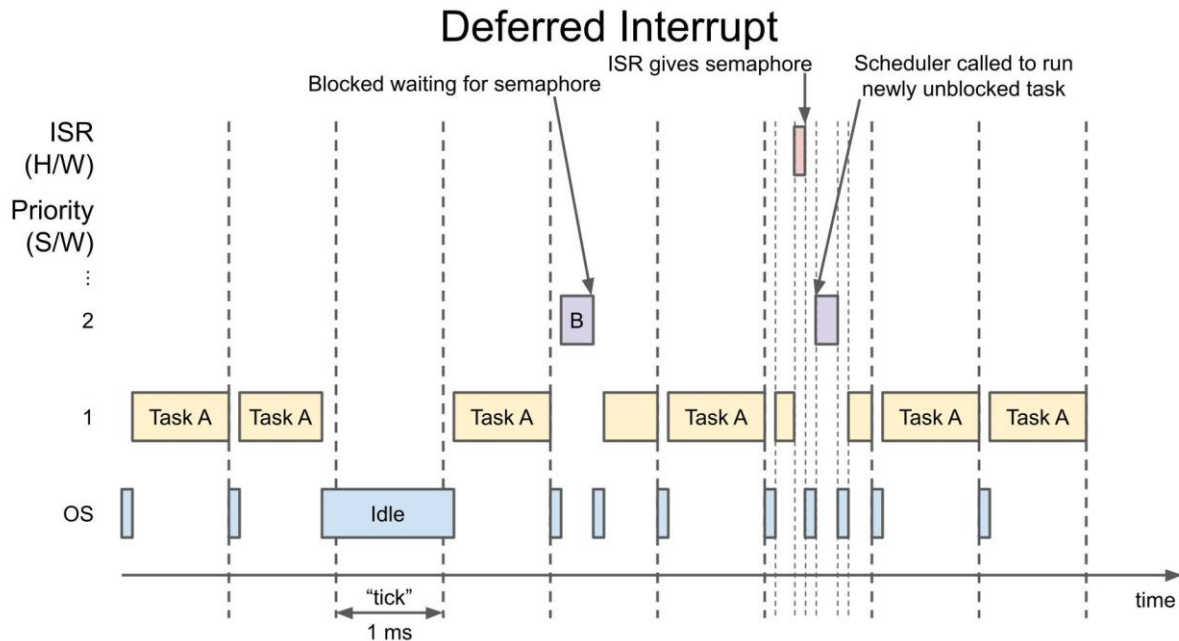 Deferred Interrupt
Blocked waiting for semaphore
ISR gives semaphore
Scheduler called to run
newly unblocked task
ISR
(H/W)
Priority
(S/W)
⋮
2
B
1
Task A
Task A
Task A
Task A
Task A
Task A
OS
Idle
time
“tick”
1 ms